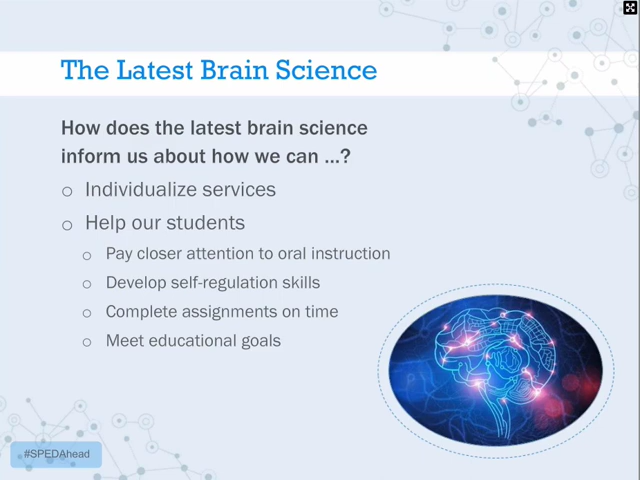 The Latest Brain Science
How does the latest brain science
inform us about how we can ...?
Individualize services
Help our students
Pay closer attention to oral instruction
Develop self-regulation skills
Complete assignments on time
Meet educational goals
#SPEDAhead